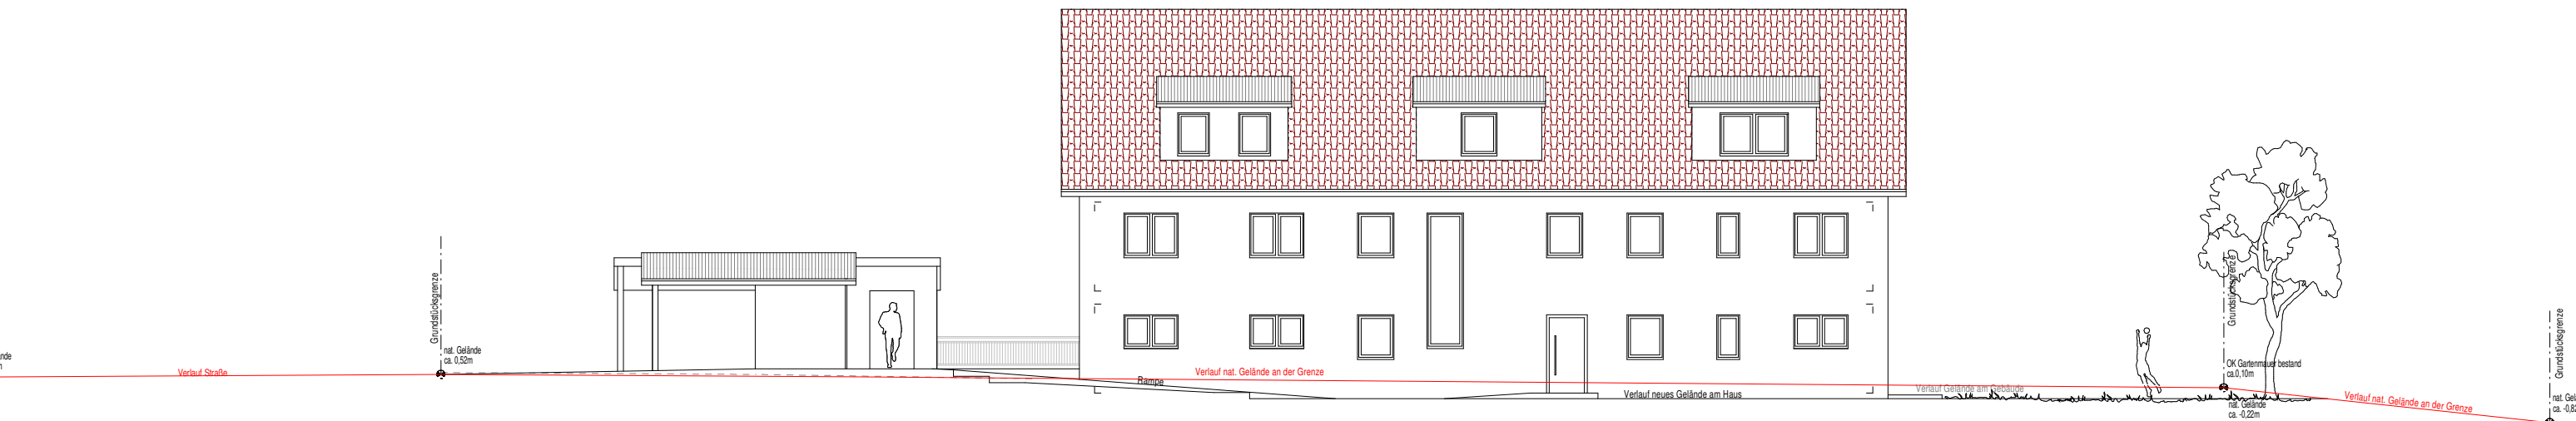 Grundstücksgrenze
nat. Gelände
ca. 0,52m
Verlauf Straße
Rampe
Verlauf nat. Gelände an der Grenze
Verlauf neues Gelände am Haus
Verlauf Gelände am Gebäude
Grundstücksgrenze
OK Gartenmauer bestand
ca.0,10m
nat. Gelände
ca. -0,22m
Verlauf nat. Gelände an der Grenze
Grundstücksgrenze
nat.